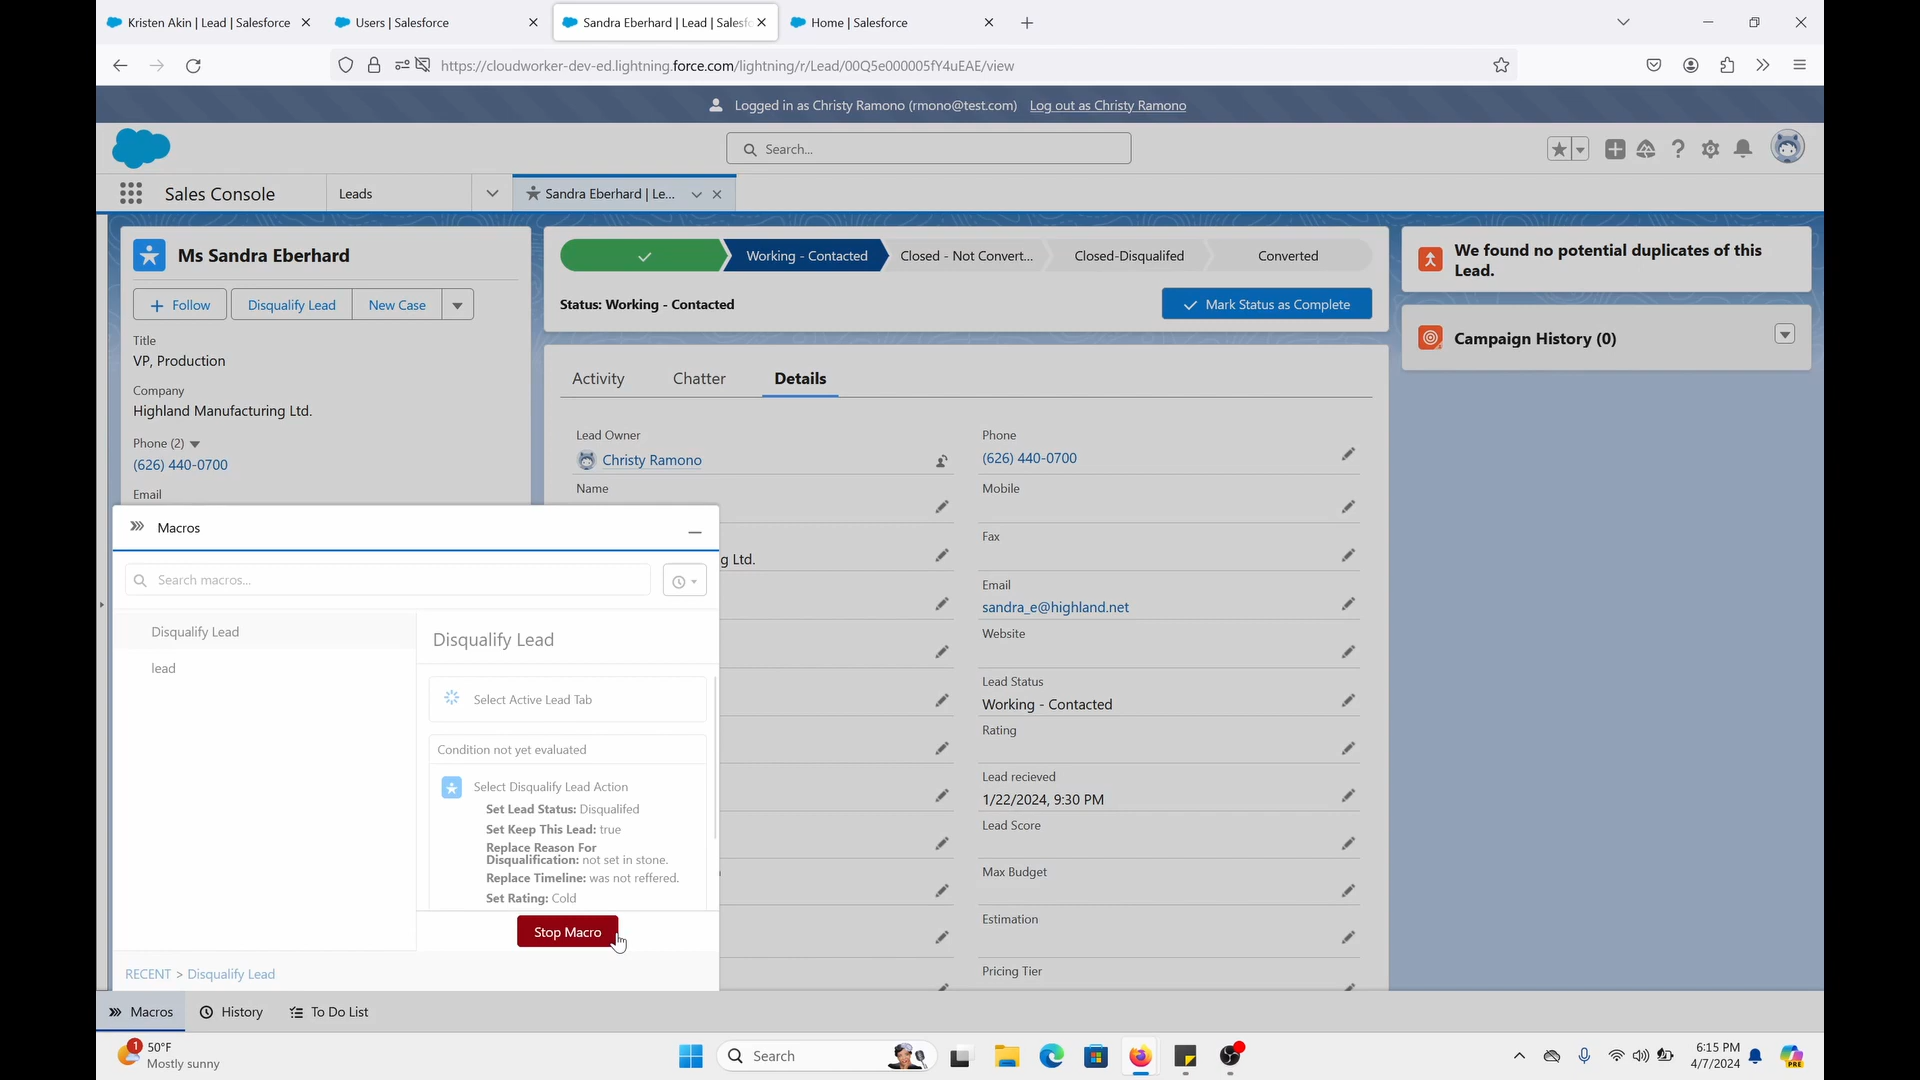 Kristen Akin | Lead | Salesforce
Users | Salesforce
Sandra Eberhard | Lead | Salesfo
Home | Salesforce
https://cloudworker-dev-ed.lightning.force.com/lightning/r/Lead/00Q5e000005fY4uEAE/view
Logged in as Christy Ramono (rmono@test.com) Log out as Christy Ramono
Search...
Sales Console
Leads
Sandra Eberhard | Le...
Ms Sandra Eberhard
Follow
Disqualify Lead
New Case
Title
VP, Production
Company
Highland Manufacturing Ltd.
Phone (2)
(626) 440-0700
Email
Working - Contacted
Closed - Not Convert...
Closed-Disqualifed
Converted
Status: Working - Contacted
Mark Status as Complete
We found no potential duplicates of this
Lead.
Campaign History (0)
Activity
Chatter
Details
Lead Owner
Christy Ramono
Name
g Ltd.
Phone
(626) 440-0700
Mobile
Fax
Email
sandra_e@highland.net
Website
Lead Status
Working - Contacted
Rating
Lead recieved
1/22/2024, 9:30 PM
Lead Score
Max Budget
Estimation
Pricing Tier
Macros
Search macros...
Disqualify Lead
lead
Disqualify Lead
Select Active Lead Tab
Condition not yet evaluated
Select Disqualify Lead Action
Set Lead Status: Disqualifed
Set Keep This Lead: true
Replace Reason For
Disqualification: not set in stone.
Replace Timeline: was not reffered.
Set Rating: Cold
Stop Macro
RECENT > Disqualify Lead
Macros
History
To Do List
1
50°F
Mostly sunny
Search
PRE
6:15 PM
4/7/2024